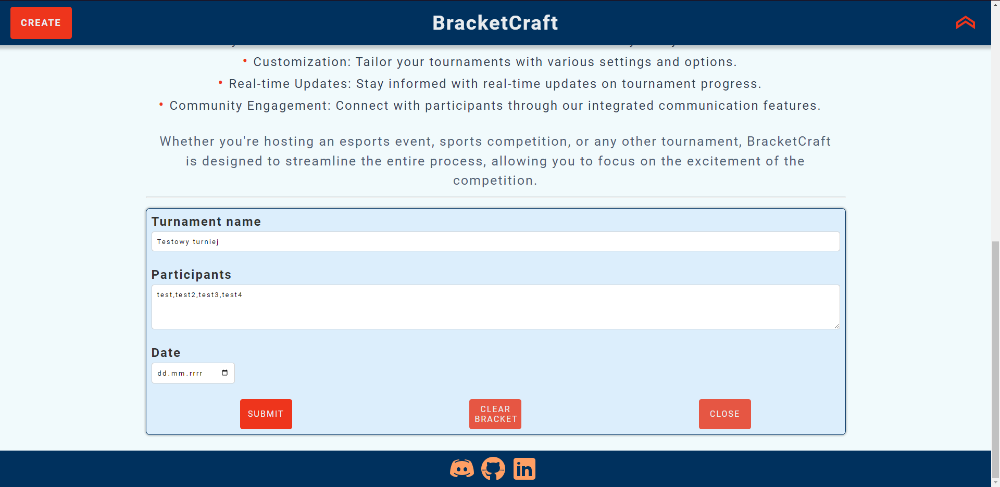 CREATE
BracketCraft
• Customization: Tailor your tournaments with various settings and options.
• Real-time Updates: Stay informed with real-time updates on tournament progress.
• Community Engagement: Connect with participants through our integrated communication features.
Whether you're hosting an esports event, sports competition, or any other tournament, BracketCraft
is designed to streamline the entire process, allowing you to focus on the excitement of the
competition.
Turnament name
Testowy turniej
Participants
test,test2,test3,test4
Date
dd.mm.rrrr
SUBMIT
CLEAR
BRACKET
CLOSE
in